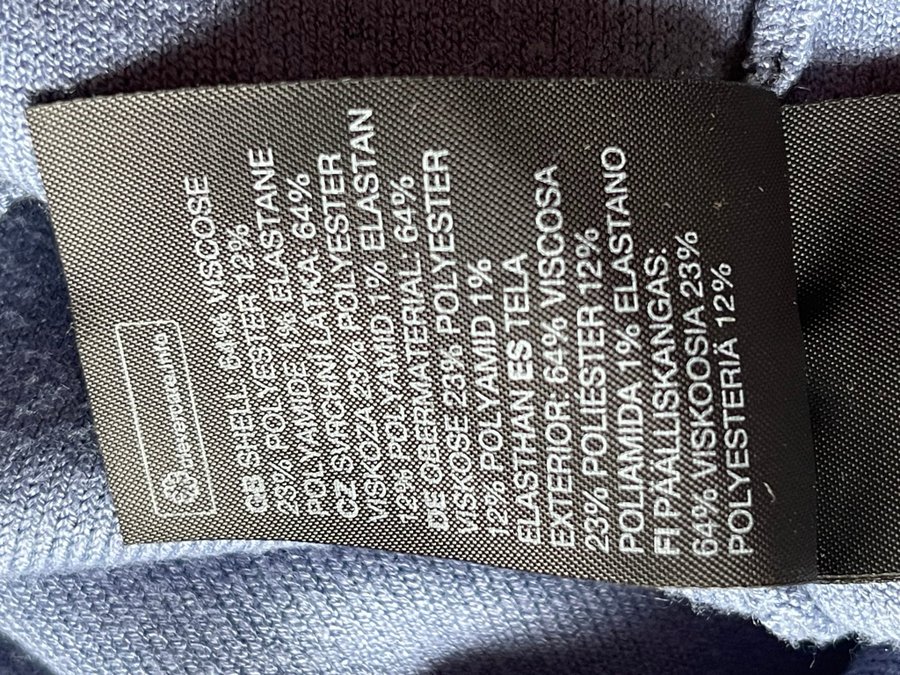 mevcarente
GB SHELL: 64% VISCOSE
23% POLYESTER 12%
POLYAMIDE 1% ELASTANE
CZ SVRCHNÍ LÁTKA 64%
VISKÓZA 23% POLYESTER
12% POLYAMID 1% ELASTAN
DE OBERMATERIAL: 64%
VISKOSE 23% POLYESTER
12% POLYAMID 1%
ELASTHAN ES TELA
EXTERIOR: 64% VISCOSA
23% POLIESTER 12%
POLIAMIDA 1% ELASTANO
FI PÄÄLLISKANGAS:
64% VISKOOSIA 23%
POLYESTERIÄ 12%